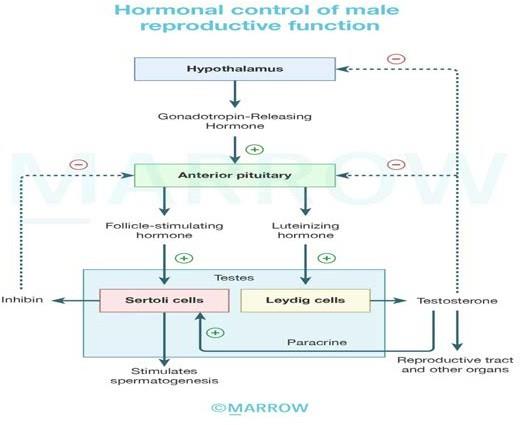 Hormonal control of male
reproductive function
Hypothalamus
Gonadotropin-Releasing
Hormone
Anterior pituitary
Follicle-stimulating
hormone
Luteinizing
hormone
Testes
Inhibin
Sertoli cells
Leydig cells
Testosterone
Paracrine
Stimulates
spermatogenesis
Reproductive tract
and other organs
MARROW
©MARROW